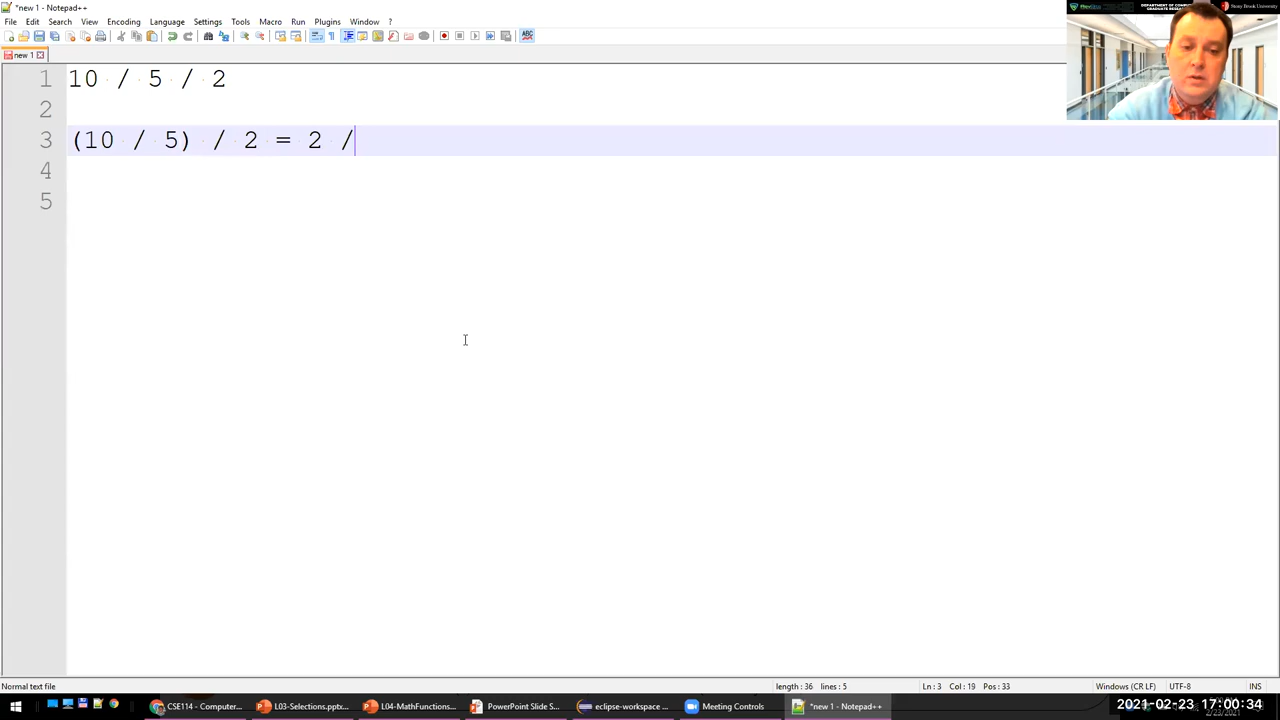 *new 1 - Notepad++
File Edit Search View Encoding Language Settings Tools Macro Run Plugins Window ?
new 1
1 10 / 5 / 2
2
3 (10 / 5) / 2 = 2 /
4
5
Stony Brook University
Normal text file length: 36 lines: 5 Ln: 3 Col: 19 Pos: 33 Windows (CR LF) UTF-8 INS
CSE114 - Computer... L03-Selections.pptx... L04-MathFunctions... PowerPoint Slide S... eclipse-workspace ... Meeting Controls *new 1 - Notepad++
2021-02-23 17:00:34